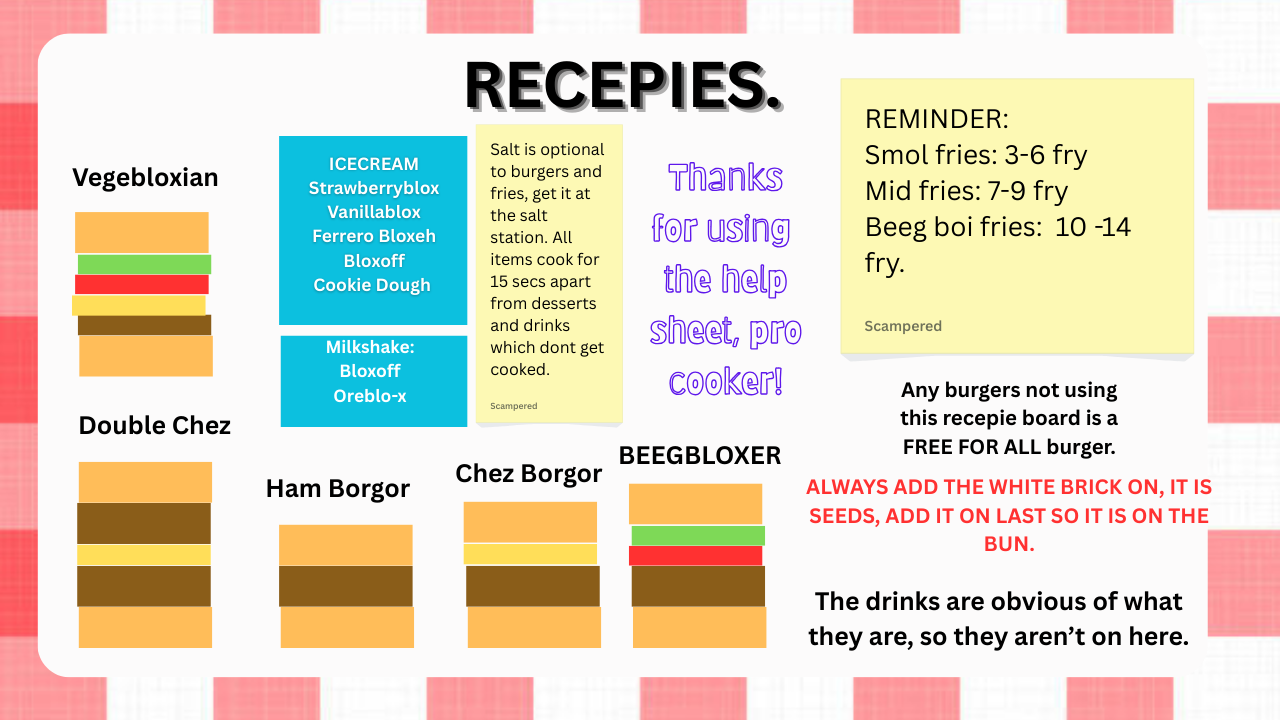 RECEPIES.
Vegebloxian
ICECREAM
Strawberryblox
Vanillablox
Ferrero Bloxeh
Bloxoff
Cookie Dough
Milkshake:
Bloxoff
Oreblo-x
Salt is optional
to burgers and
fries, get it at
the salt
station. All
items cook for
15 secs apart
from desserts
and drinks
which dont get
cooked.
Scampered
Thanks
for using
the help
sheet, pro
cooker!
REMINDER:
Smol fries: 3-6 fry
Mid fries: 7-9 fry
Beeg boi fries:  10 -14
fry.
Scampered
Double Chez
Ham Borgor
Chez Borgor
BEEGBLOXER
Any burgers not using
this recepie board is a
FREE FOR ALL burger.
ALWAYS ADD THE WHITE BRICK ON, IT IS
SEEDS, ADD IT ON LAST SO IT IS ON THE
BUN.
The drinks are obvious of what
they are, so they aren’t on here.